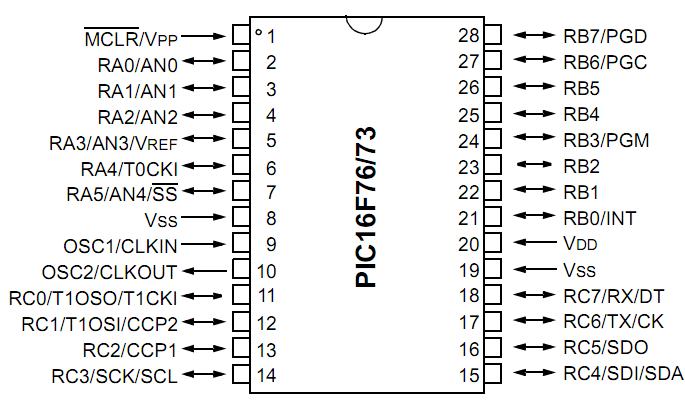 MCLR/VPP 1 28 RB7/PGD
RA0/AN0 2 27 RB6/PGC
RA1/AN1 3 26 RB5
RA2/AN2 4 25 RB4
RA3/AN3/VREF 5 24 RB3/PGM
RA4/T0CKI 6 23 RB2
RA5/AN4/SS 7 22 RB1
VSS 8 21 RB0/INT
OSC1/CLKIN 9 20 VDD
OSC2/CLKOUT 10 19 VSS
RC0/T1OSO/T1CKI 11 18 RC7/RX/DT
RC1/T1OSI/CCP2 12 17 RC6/TX/CK
RC2/CCP1 13 16 RC5/SDO
RC3/SCK/SCL 14 15 RC4/SDI/SDA
PIC16F76/73